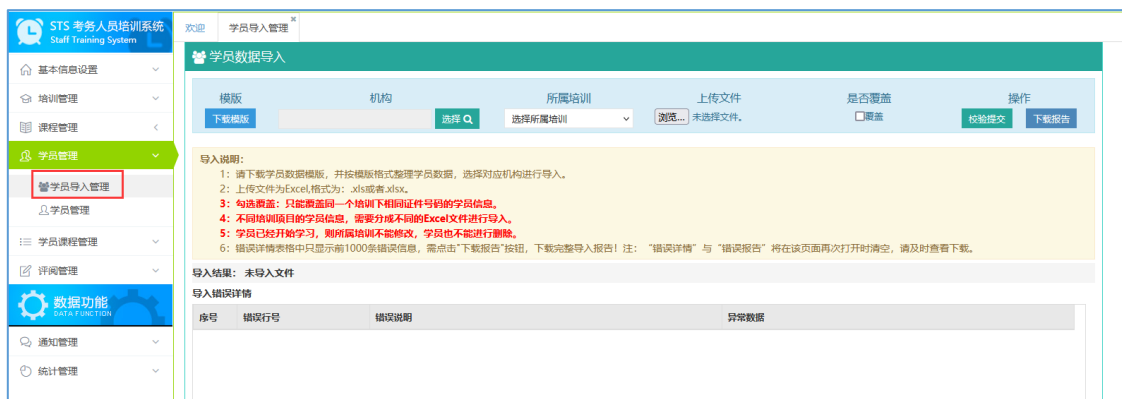 STS 考务人员培训系统
Staff Training System
欢迎
学员导入管理
学员数据导入
基本信息设置
培训管理
课程管理
学员管理
学员导入管理
学员管理
学员课程管理
评阅管理
数据功能
DATA FUNCTION
通知管理
统计管理
模版 机构 所属培训 上传文件 是否覆盖 操作
下载模版 选择 选择所属培训 浏览... 未选择文件。 覆盖 校验提交 下载报告
导入说明：
1：请下载学员数据模版，并按模版格式整理学员数据，选择对应机构进行导入。
2：上传文件为Excel,格式为：.xls或者.xlsx。
3：勾选覆盖：只能覆盖同一个培训下相同证件号码的学员信息。
4：不同培训项目的学员信息，需要分成不同的Excel文件进行导入。
5：学员已经开始学习，则所属培训不能修改，学员也不能进行删除。
6：错误详情表格中只显示前1000条错误信息，需点击"下载报告"按钮，下载完整导入报告！注： “错误详情”与“错误报告”将在该页面再次打开时清空，请及时查看下载。
导入结果： 未导入文件
导入错误详情
序号 错误行号 错误说明 异常数据